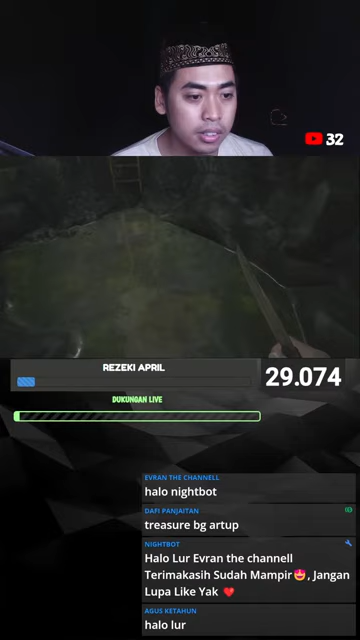 32
REZEKI APRIL
29.074
DUKUNGAN LIVE
EVRAN THE CHANNELL
halo nightbot
DAPI PANJAITAN
treasure bg artup
NIGHTBOT
Halo Lur Evran the channell
Terimakasih Sudah Mampir🤩, Jangan
Lupa Like Yak ❤️
AGUS KETAHUN
halo lur